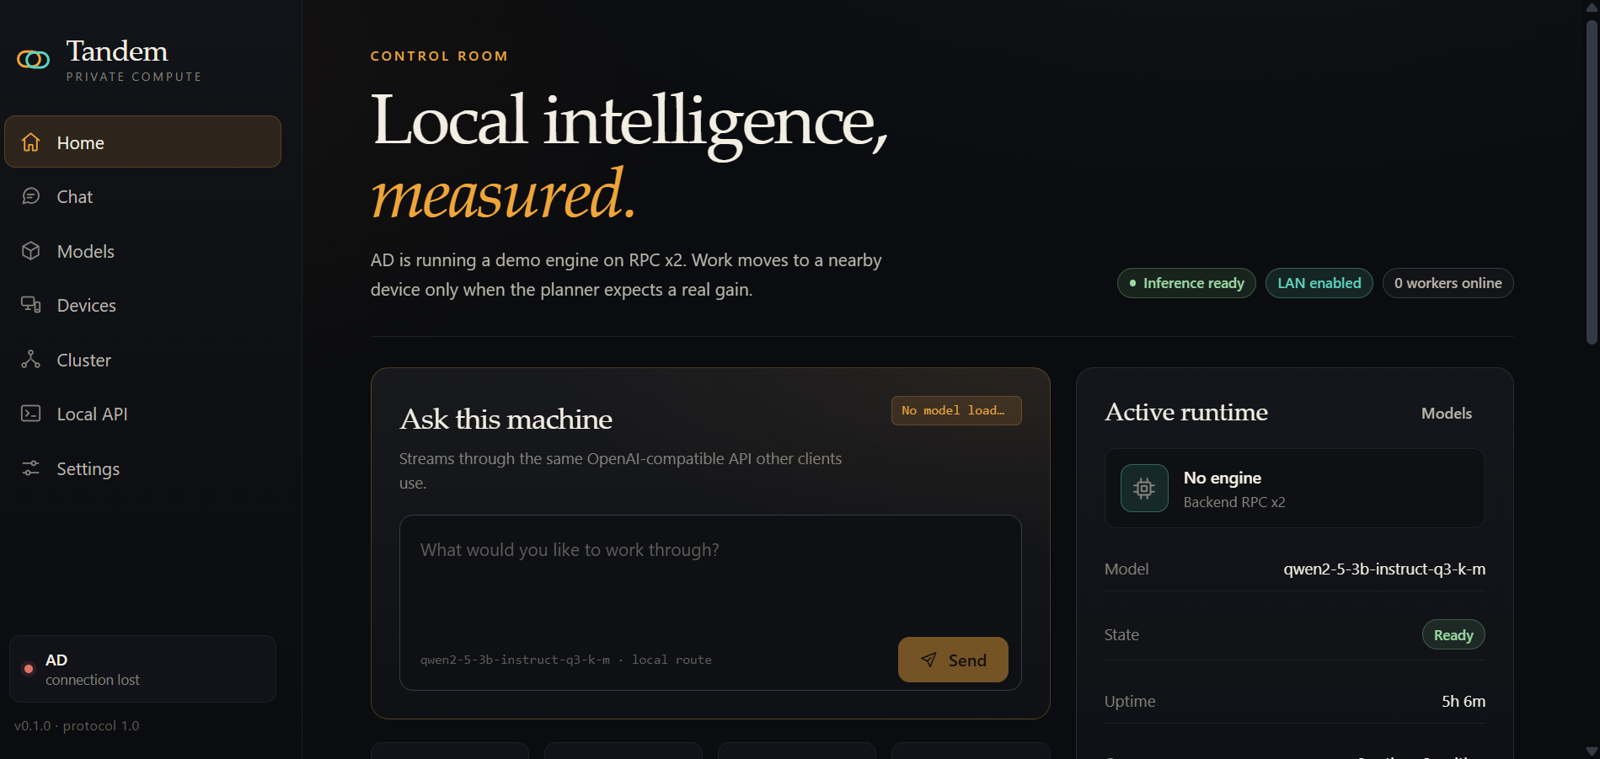 Tandem
PRIVATE COMPUTE
Home
Chat
Models
Devices
Cluster
Local API
Settings
AD
connection lost
v0.1.0 · protocol 1.0
CONTROL ROOM
Local intelligence,
measured.
AD is running a demo engine on RPC x2. Work moves to a nearby
device only when the planner expects a real gain.
Inference ready
LAN enabled
0 workers online
Ask this machine
No model load…
Streams through the same OpenAI-compatible API other clients
use.
What would you like to work through?
qwen2-5-3b-instruct-q3-k-m · local route
Send
Active runtime
Models
No engine
Backend RPC x2
Model
qwen2-5-3b-instruct-q3-k-m
State
Ready
Uptime
5h 6m